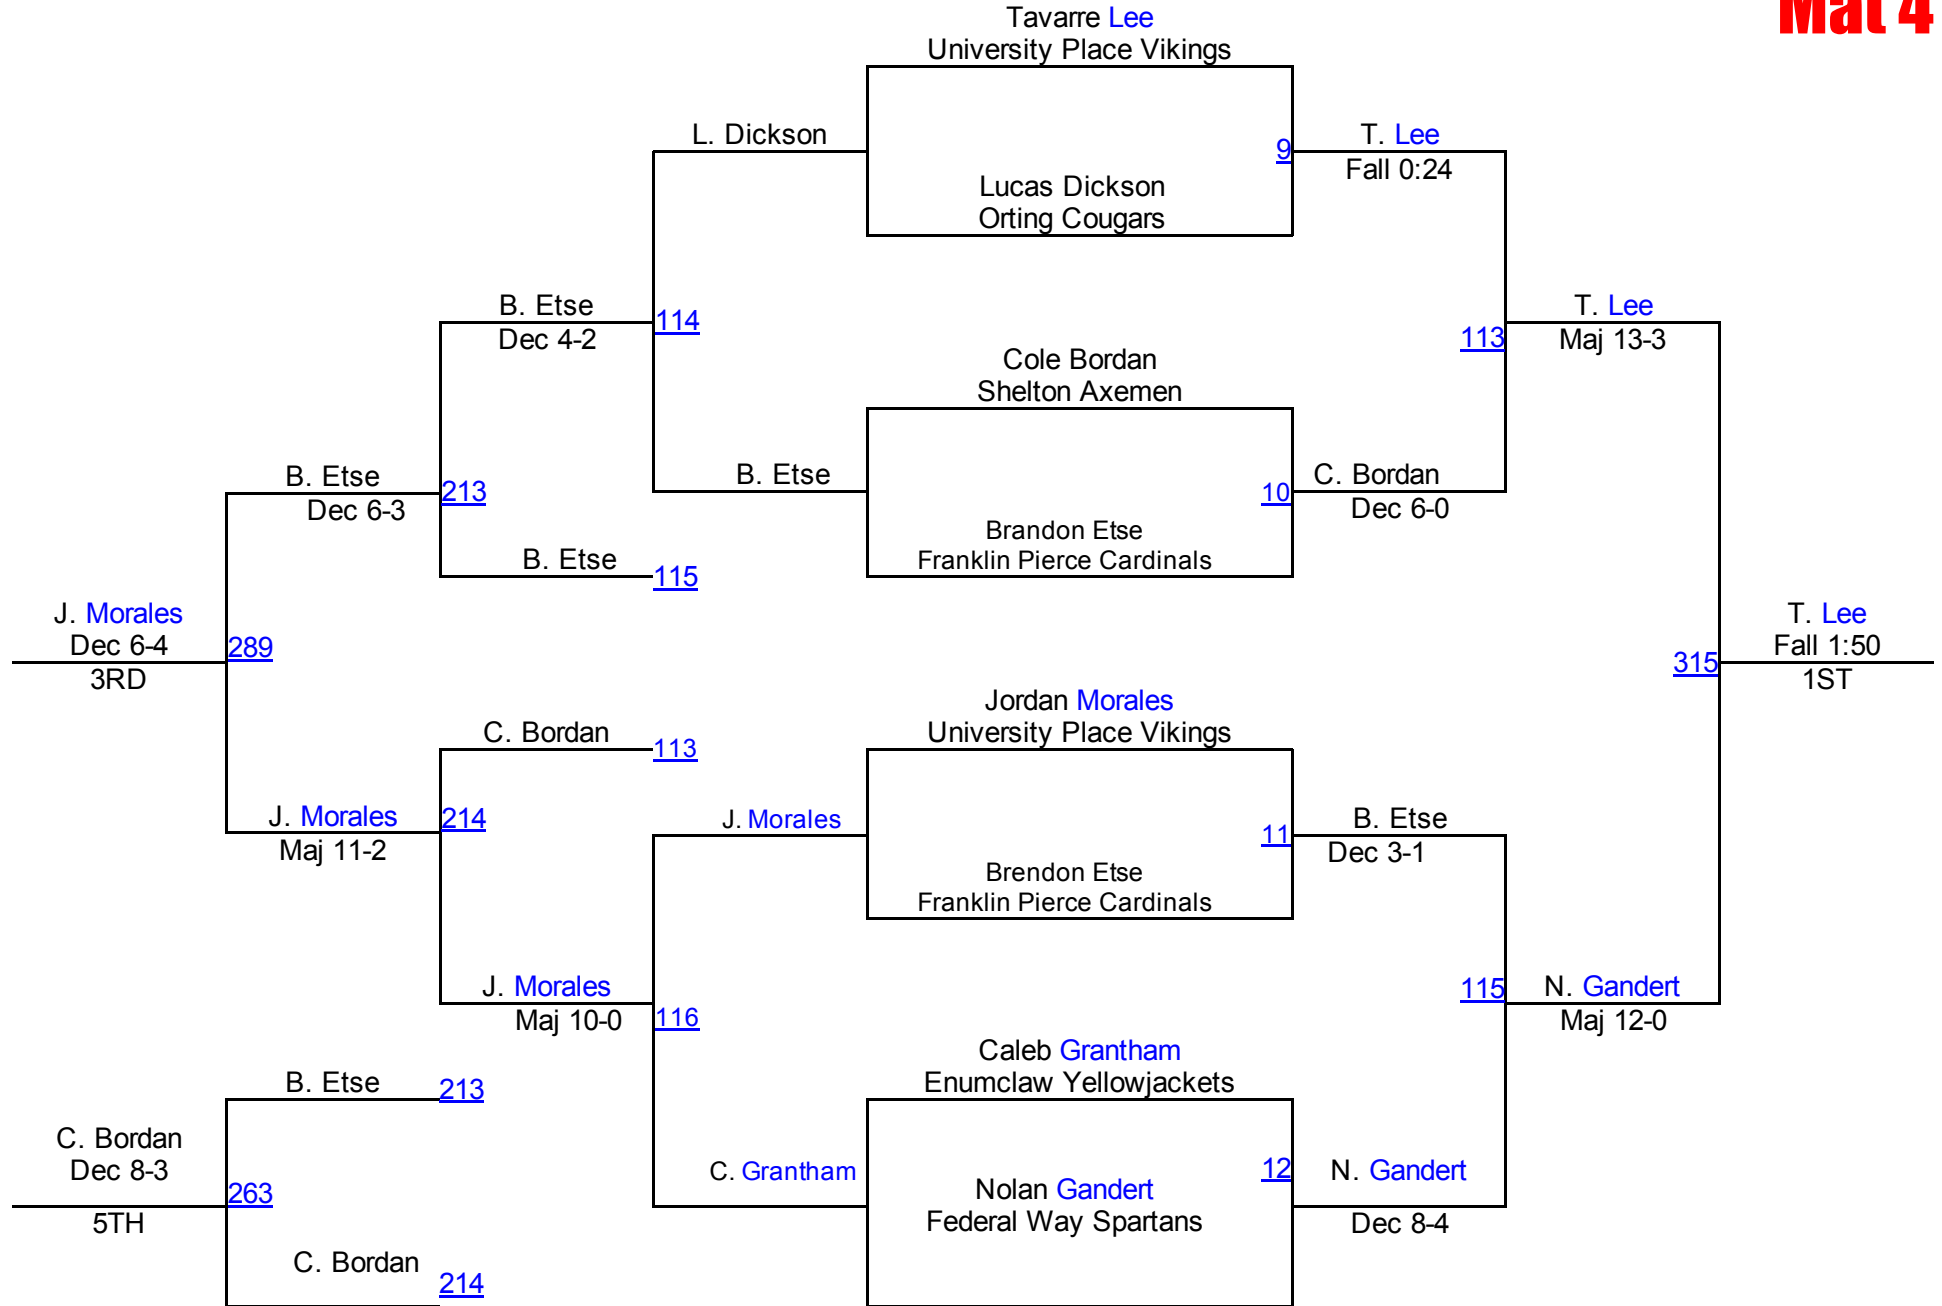 Mat 4
Tavarre Lee
University Place Vikings
L. Dickson
9
T. Lee
Fall 0:24
Lucas Dickson
Orting Cougars
B. Etse
Dec 4-2
114
T. Lee
Maj 13-3
113
Cole Bordan
Shelton Axemen
B. Etse
Dec 6-3
213
B. Etse
10
C. Bordan
Dec 6-0
Brandon Etse
Franklin Pierce Cardinals
B. Etse
115
J. Morales
Dec 6-4
3RD
289
T. Lee
Fall 1:50
1ST
315
Jordan Morales
University Place Vikings
C. Bordan
113
J. Morales
Maj 11-2
214
J. Morales
11
B. Etse
Dec 3-1
Brendon Etse
Franklin Pierce Cardinals
J. Morales
Maj 10-0
116
115
N. Gandert
Maj 12-0
Caleb Grantham
Enumclaw Yellowjackets
B. Etse
213
C. Bordan
Dec 8-3
5TH
263
C. Grantham
12
N. Gandert
Dec 8-4
Nolan Gandert
Federal Way Spartans
C. Bordan
214